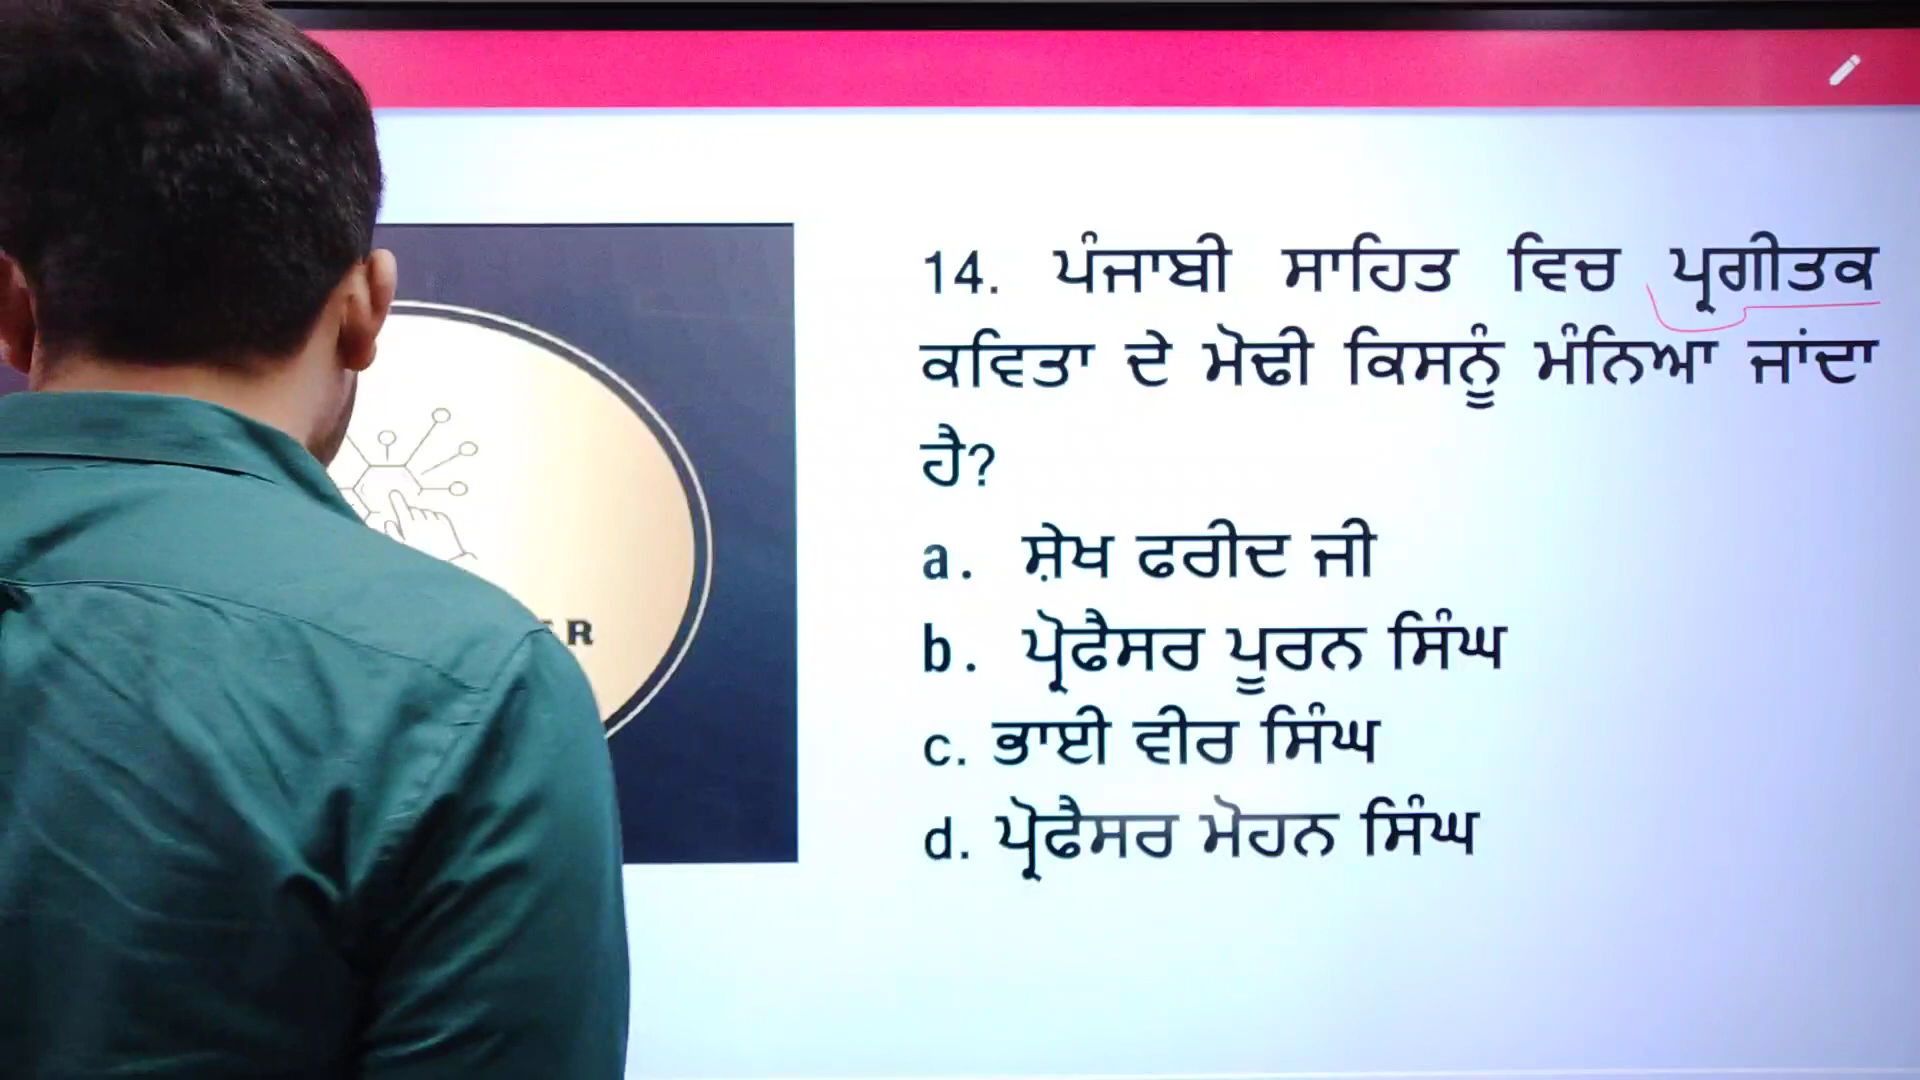 14. ਪੰਜਾਬੀ ਸਾਹਿਤ ਵਿਚ ਪ੍ਰਗੀਤਕ
ਕਵਿਤਾ ਦੇ ਮੋਢੀ ਕਿਸਨੂੰ ਮੰਨਿਆ ਜਾਂਦਾ
ਹੈ?
a. ਸ਼ੇਖ ਫਰੀਦ ਜੀ
b. ਪ੍ਰੋਫੈਸਰ ਪੂਰਨ ਸਿੰਘ
c. ਭਾਈ ਵੀਰ ਸਿੰਘ
d. ਪ੍ਰੋਫੈਸਰ ਮੋਹਨ ਸਿੰਘ